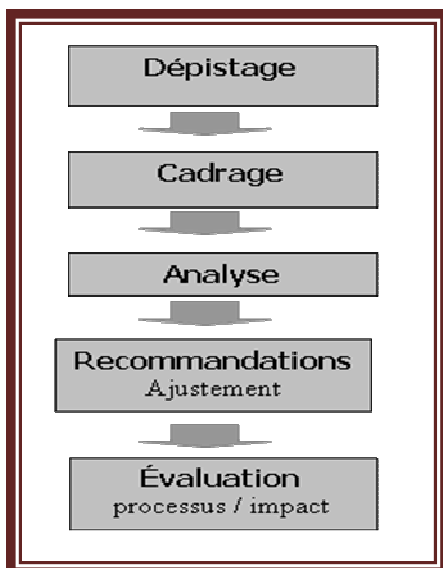 Dépistage
Cadrage
Analyse
Recommandations
Ajustement
Évaluation
processus / impact